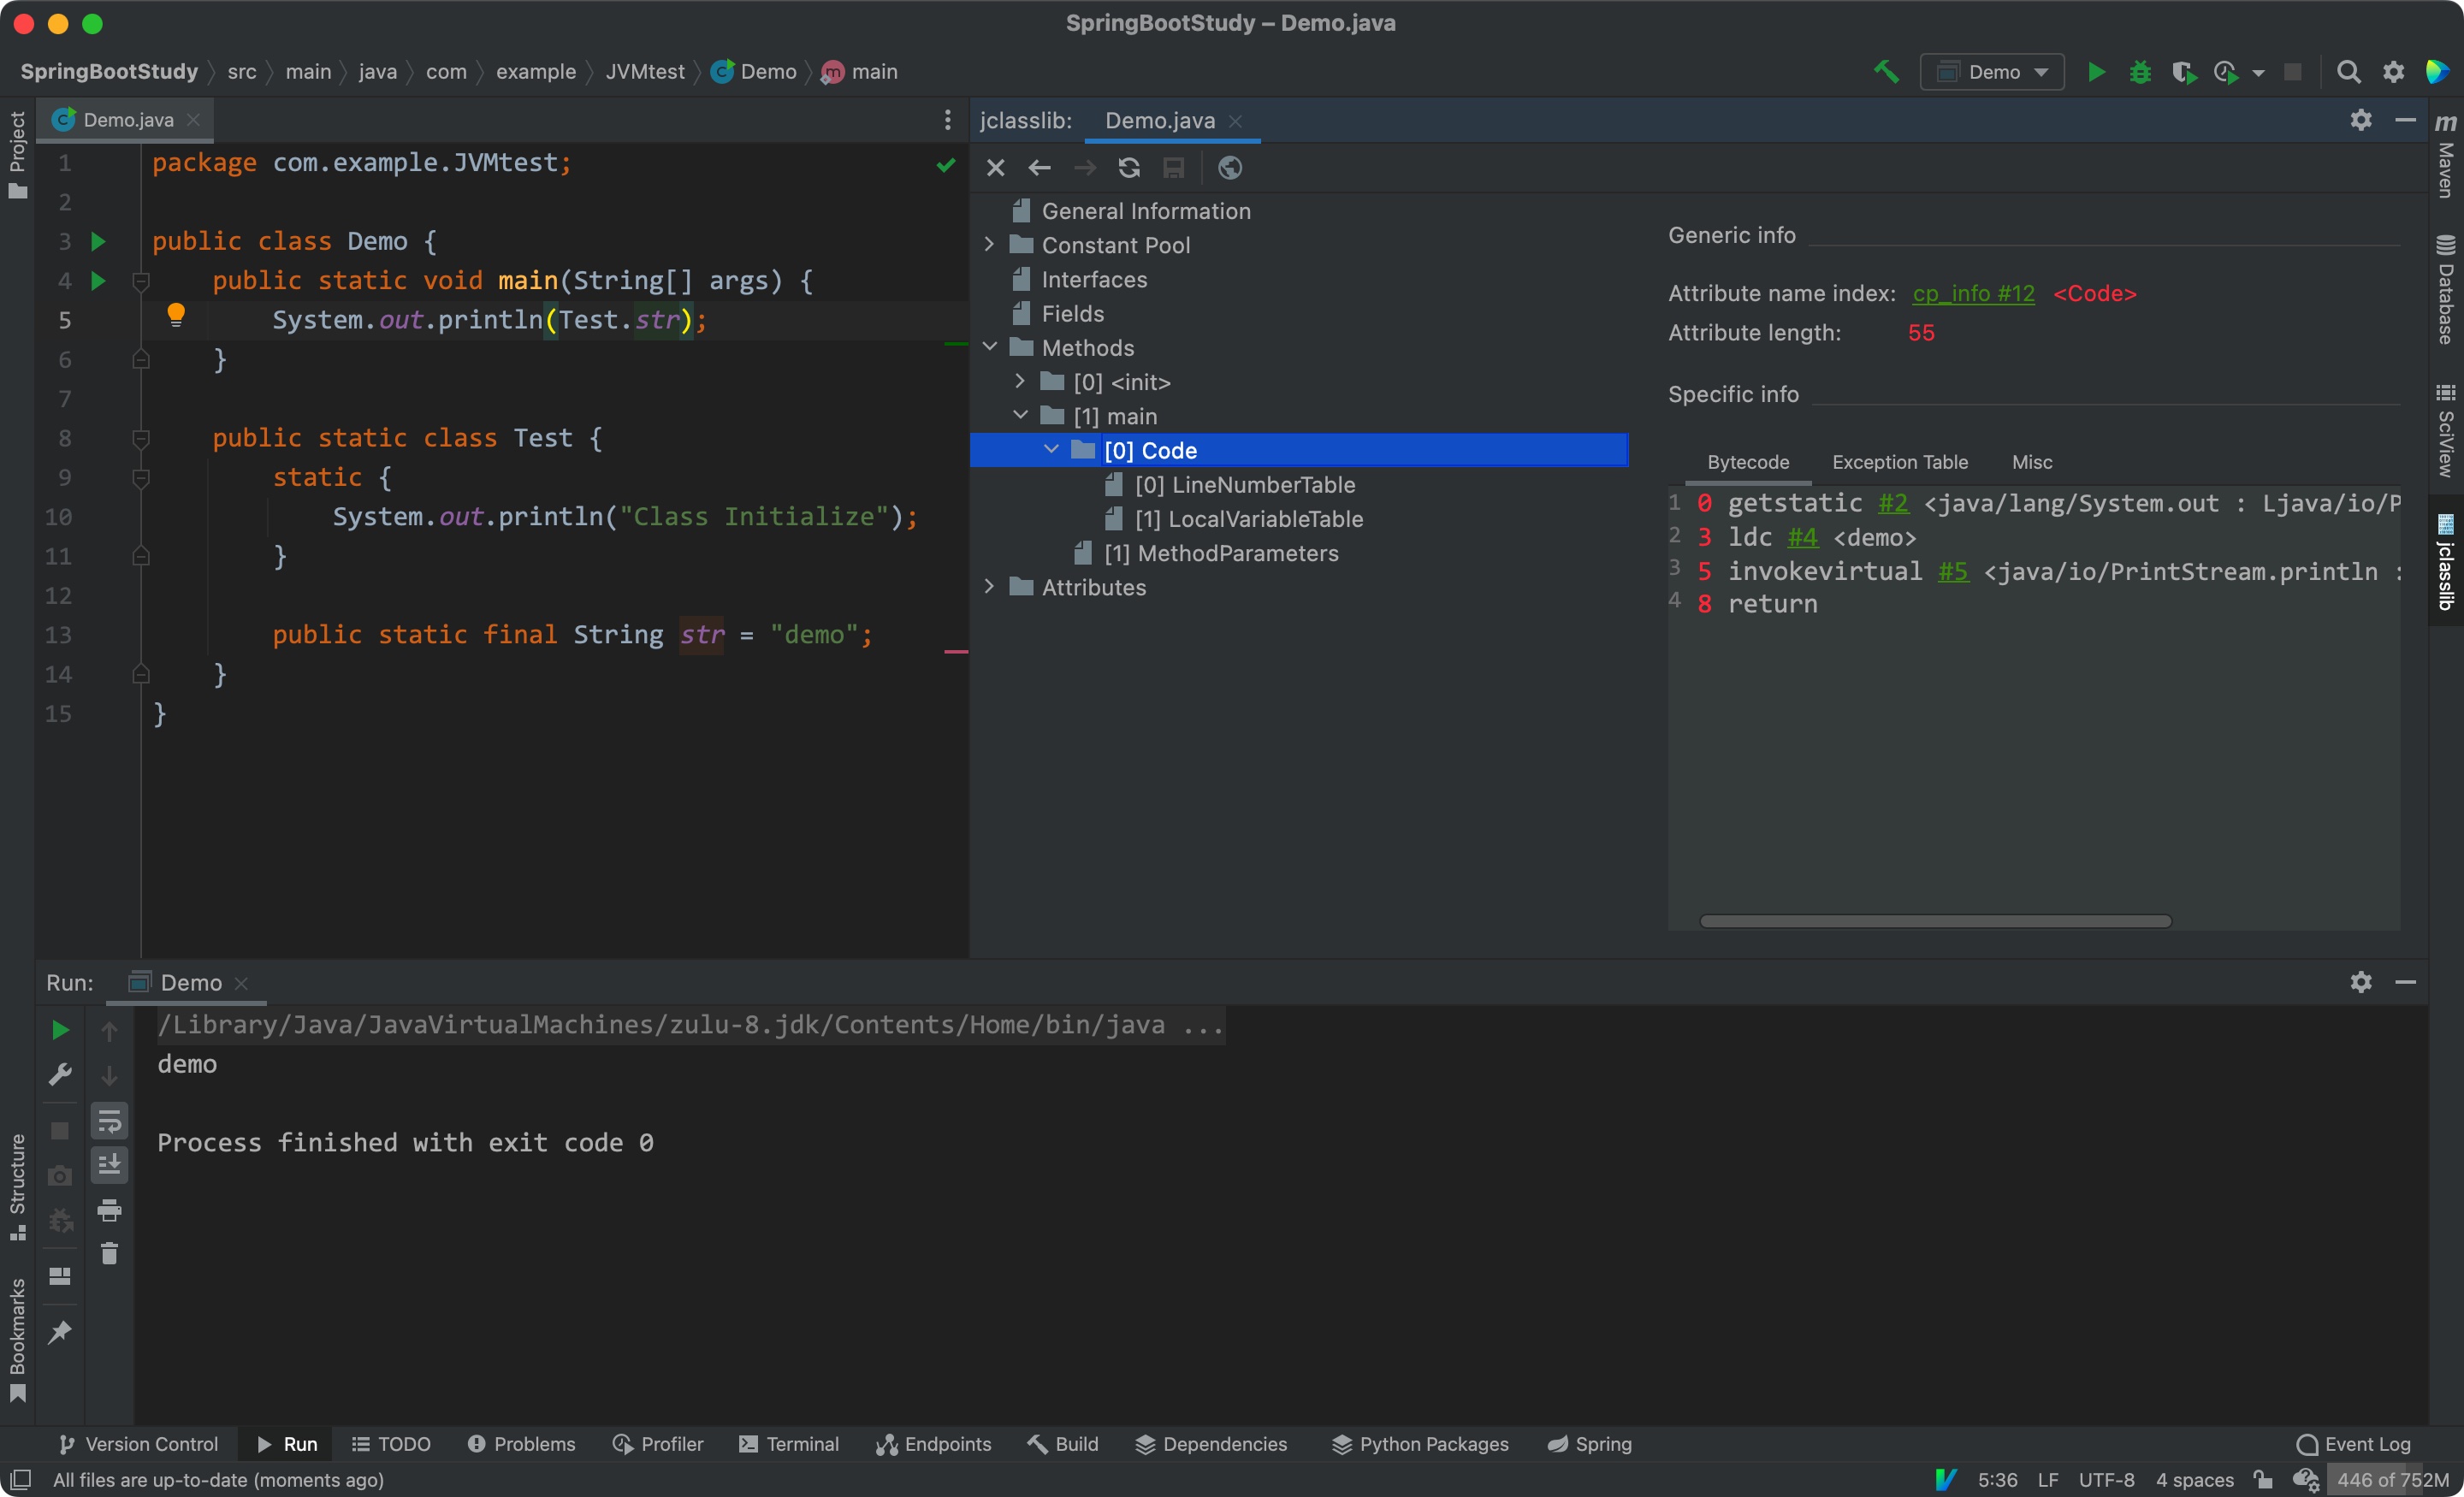 SpringBootStudy – Demo.java
SpringBootStudy src main java com example JVMtest Demo main
Demo
Project
Demo.java
1 package com.example.JVMtest;
2
3 public class Demo {
4 public static void main(String[] args) {
5 System.out.println(Test.str);
6 }
7
8 public static class Test {
9 static {
10 System.out.println("Class Initialize");
11 }
12
13 public static final String str = "demo";
14 }
15 }
jclasslib: Demo.java
General Information
Constant Pool
Interfaces
Fields
Methods
[0] <init>
[1] main
[0] Code
[0] LineNumberTable
[1] LocalVariableTable
[1] MethodParameters
Attributes
Generic info
Attribute name index: cp_info #12 <Code>
Attribute length: 55
Specific info
Bytecode Exception Table Misc
1 0 getstatic #2 <java/lang/System.out : Ljava/io/P
2 3 ldc #4 <demo>
3 5 invokevirtual #5 <java/io/PrintStream.println :
4 8 return
Maven
Database
SciView
jclasslib
Run: Demo
/Library/Java/JavaVirtualMachines/zulu-8.jdk/Contents/Home/bin/java ...
demo
Process finished with exit code 0
Structure
Bookmarks
Version Control Run TODO Problems Profiler Terminal Endpoints Build Dependencies Python Packages Spring Event Log
All files are up-to-date (moments ago) 5:36 LF UTF-8 4 spaces 446 of 752M